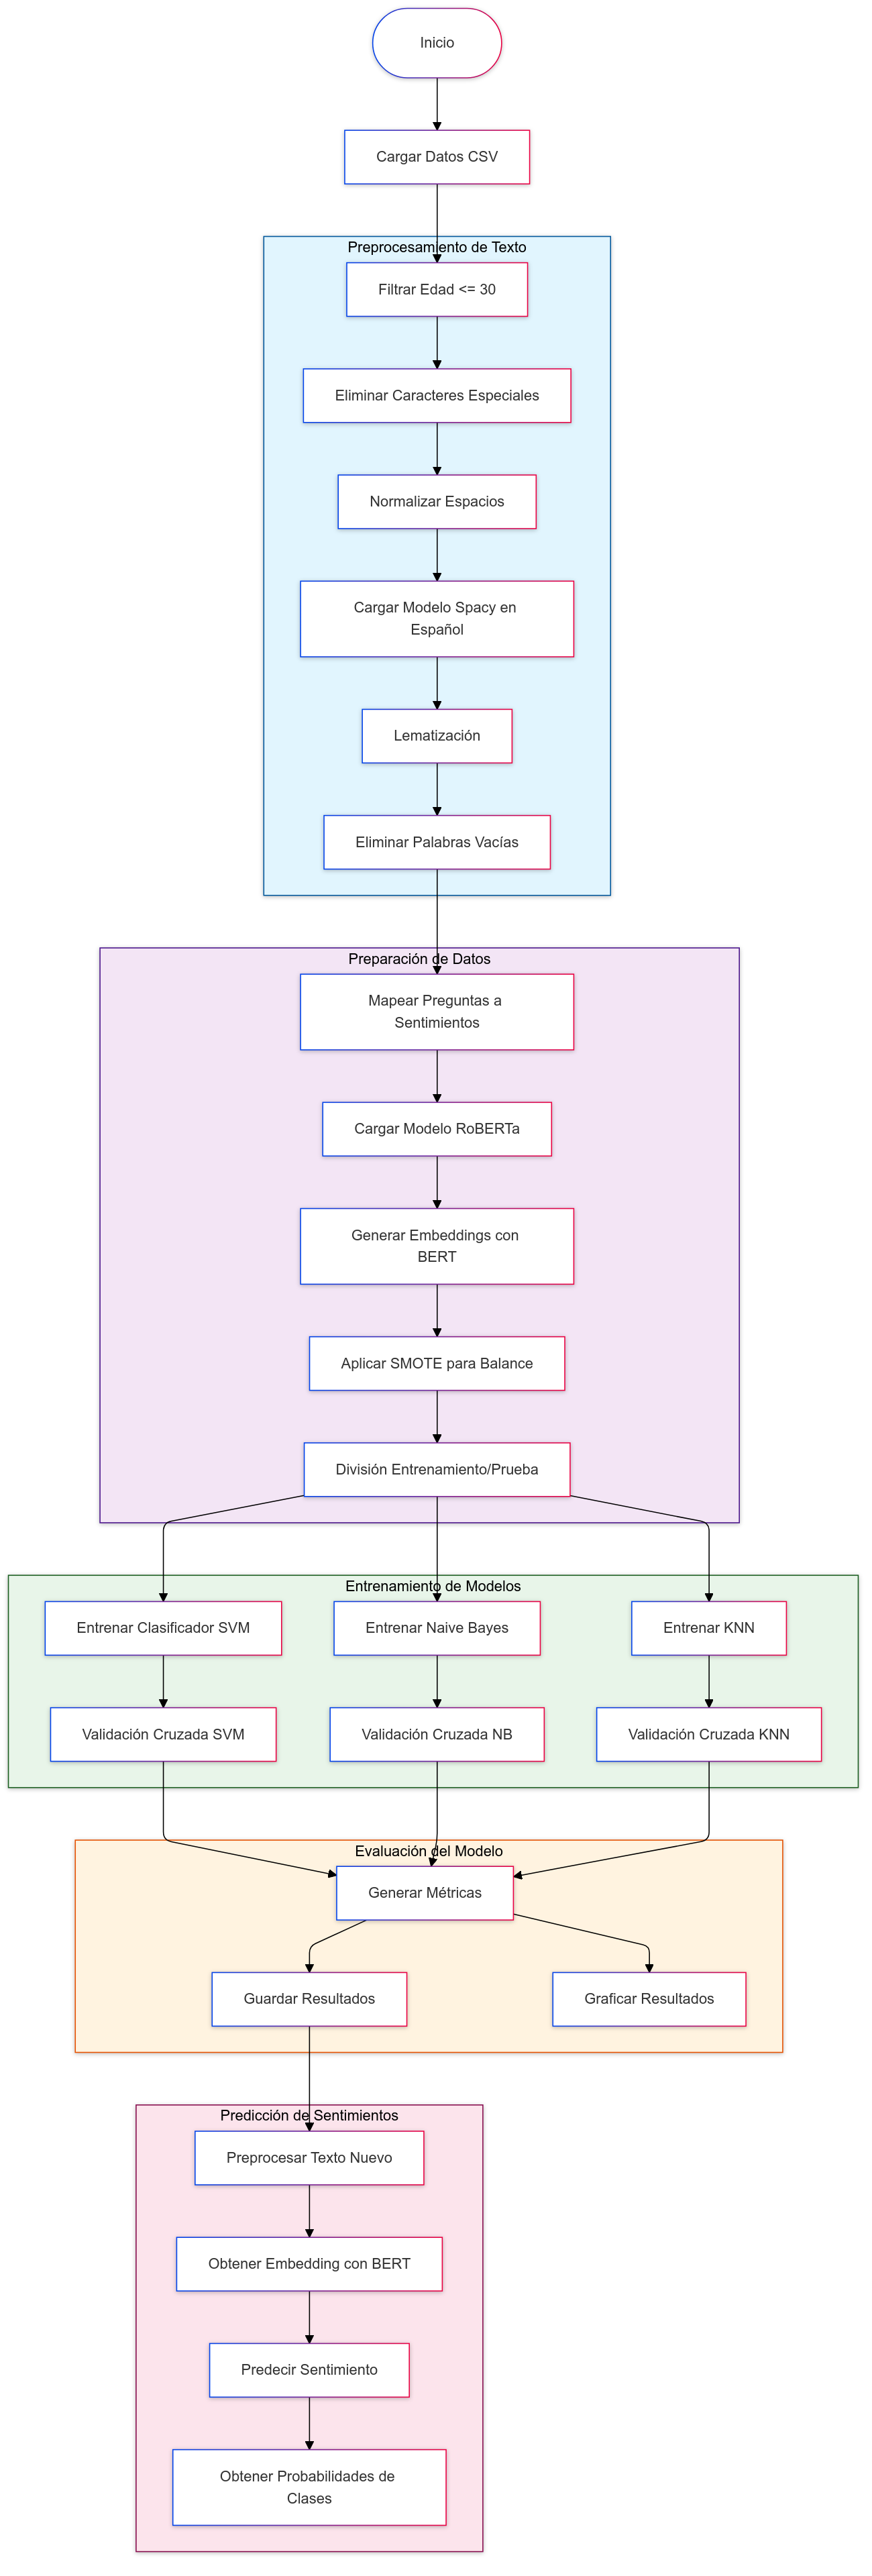 Inicio
Cargar Datos CSV
Preprocesamiento de Texto
Filtrar Edad <= 30
Eliminar Caracteres Especiales
Normalizar Espacios
Cargar Modelo Spacy en
Español
Lematización
Eliminar Palabras Vacías
Preparación de Datos
Mapear Preguntas a
Sentimientos
Cargar Modelo RoBERTa
Generar Embeddings con
BERT
Aplicar SMOTE para Balance
División Entrenamiento/Prueba
Entrenamiento de Modelos
Entrenar Clasificador SVM
Entrenar Naive Bayes
Entrenar KNN
Validación Cruzada SVM
Validación Cruzada NB
Validación Cruzada KNN
Evaluación del Modelo
Generar Métricas
Guardar Resultados
Graficar Resultados
Predicción de Sentimientos
Preprocesar Texto Nuevo
Obtener Embedding con BERT
Predecir Sentimiento
Obtener Probabilidades de
Clases